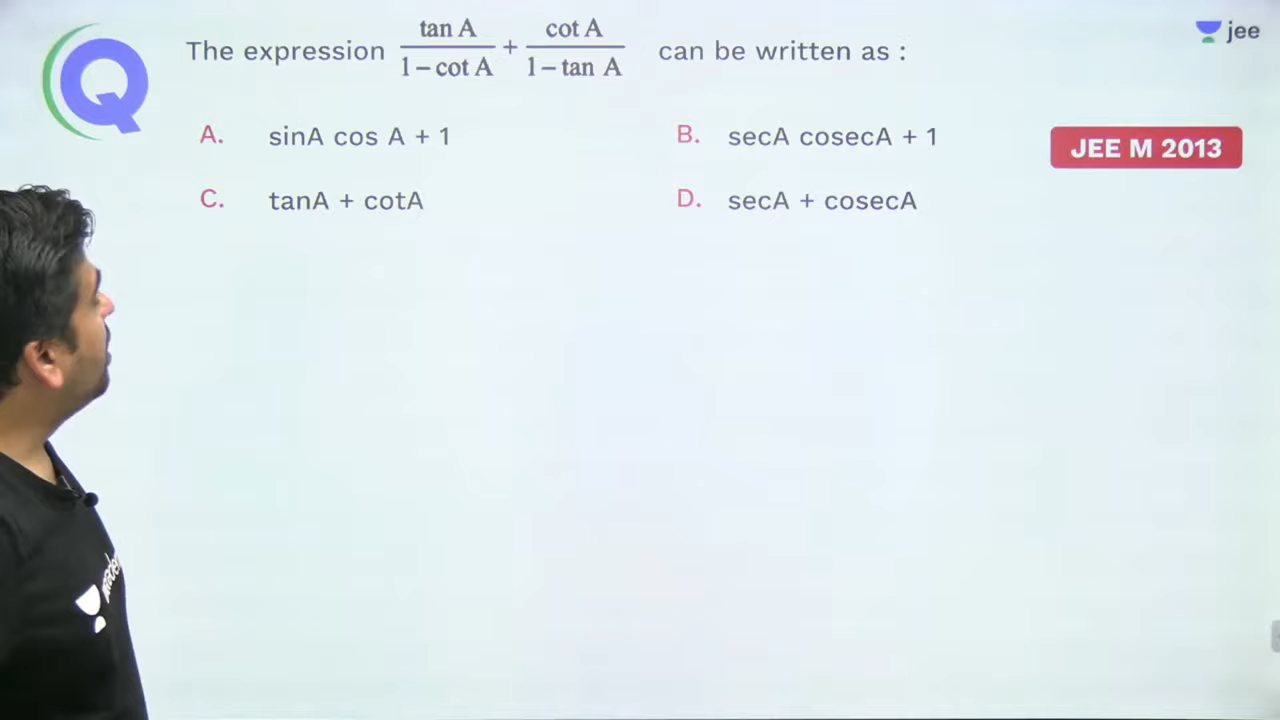 The expression tan A / 1 – cot A + cot A / 1 – tan A can be written as :
jee
A. sinA cos A + 1
B. secA cosecA + 1
JEE M 2013
C. tanA + cotA
D. secA + cosecA